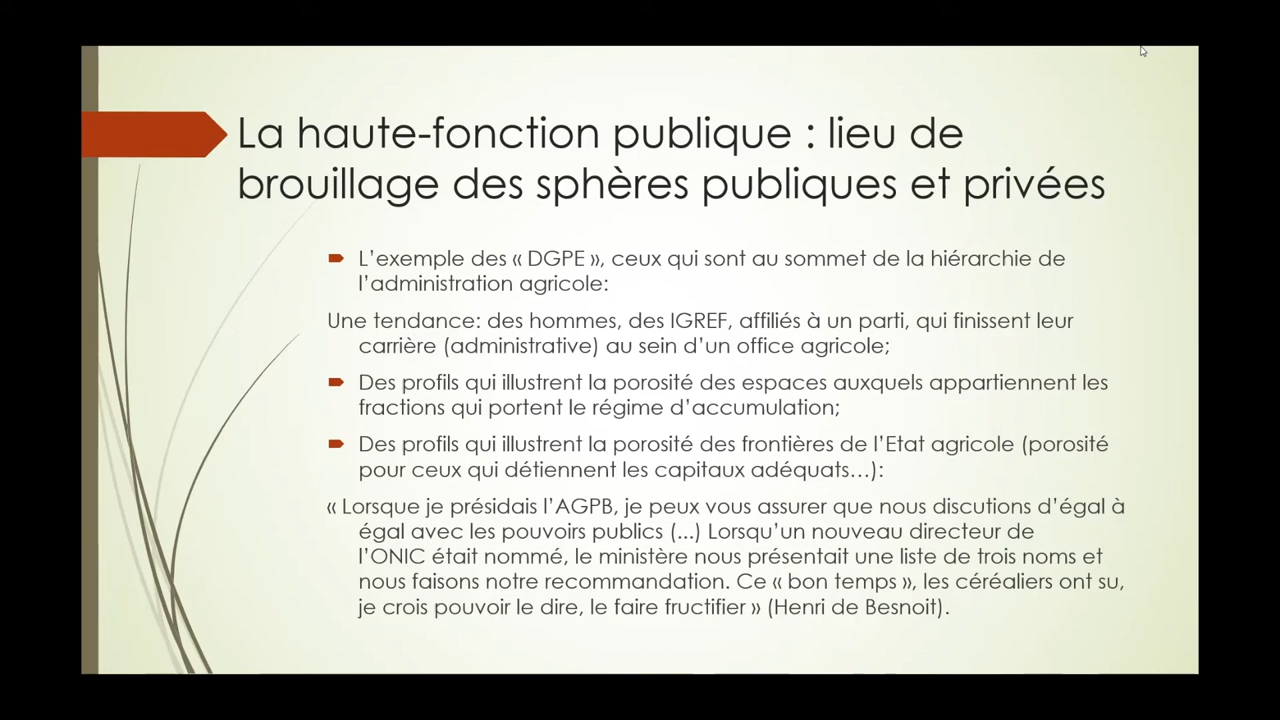 La haute-fonction publique : lieu de
brouillage des sphères publiques et privées
L'exemple des « DGPE », ceux qui sont au sommet de la hiérarchie de
l'administration agricole:
Une tendance: des hommes, des IGREF, affiliés à un parti, qui finissent leur
carrière (administrative) au sein d'un office agricole;
Des profils qui illustrent la porosité des espaces auxquels appartiennent les
fractions qui portent le régime d'accumulation;
Des profils qui illustrent la porosité des frontières de l'Etat agricole (porosité
pour ceux qui détiennent les capitaux adéquats…):
« Lorsque je présidais l'AGPB, je peux vous assurer que nous discutions d'égal à
égal avec les pouvoirs publics (...) Lorsqu'un nouveau directeur de
l'ONIC était nommé, le ministère nous présentait une liste de trois noms et
nous faisons notre recommandation. Ce « bon temps », les céréaliers ont su,
je crois pouvoir le dire, le faire fructifier » (Henri de Besnoit).